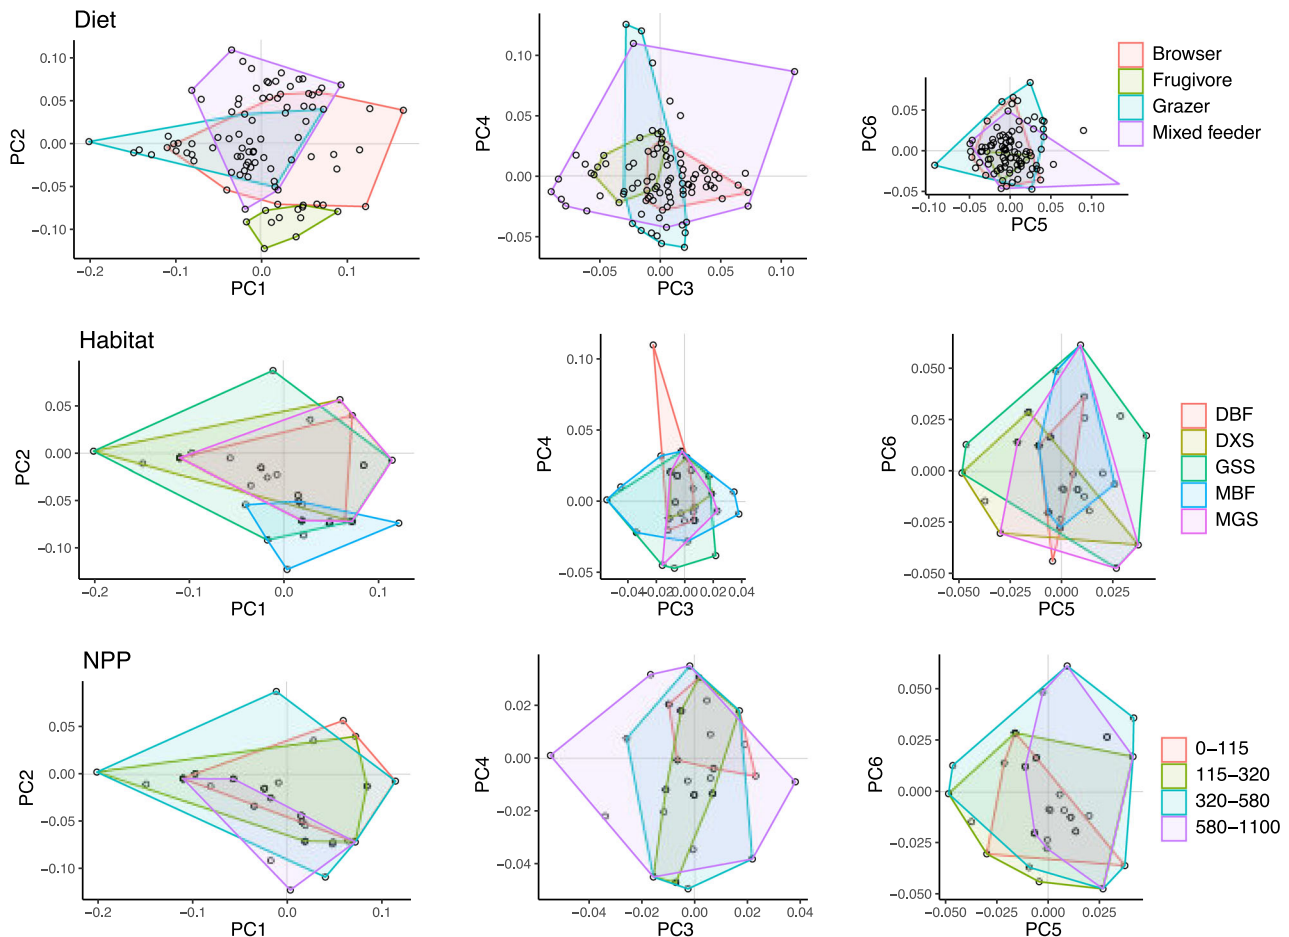 Diet
PC2
0.10
0.05
0.00
−0.05
−0.10
−0.2 −0.1 0.0 0.1
PC1
PC4
0.10
0.05
0.00
−0.05
−0.05 0.00 0.05 0.10
PC3
PC6
0.05
0.00
−0.05
−0.10 −0.05 0.00 0.05 0.10
PC5
Browser
Frugivore
Grazer
Mixed feeder
Habitat
PC2
0.05
0.00
−0.05
−0.10
−0.2 −0.1 0.0 0.1
PC1
PC4
0.10
0.05
0.00
−0.05
−0.04−0.020.000.020.04
PC3
PC6
0.050
0.025
0.000
−0.025
−0.050
−0.050 −0.025 0.000 0.025
PC5
DBF
DXS
GSS
MBF
MGS
NPP
PC2
0.05
0.00
−0.05
−0.10
−0.2 −0.1 0.0 0.1
PC1
PC4
0.02
0.00
−0.02
−0.04
−0.04 −0.02 0.00 0.02 0.04
PC3
PC6
0.050
0.025
0.000
−0.025
−0.050
−0.050 −0.025 0.000 0.025
PC5
0−115
115−320
320−580
580−1100